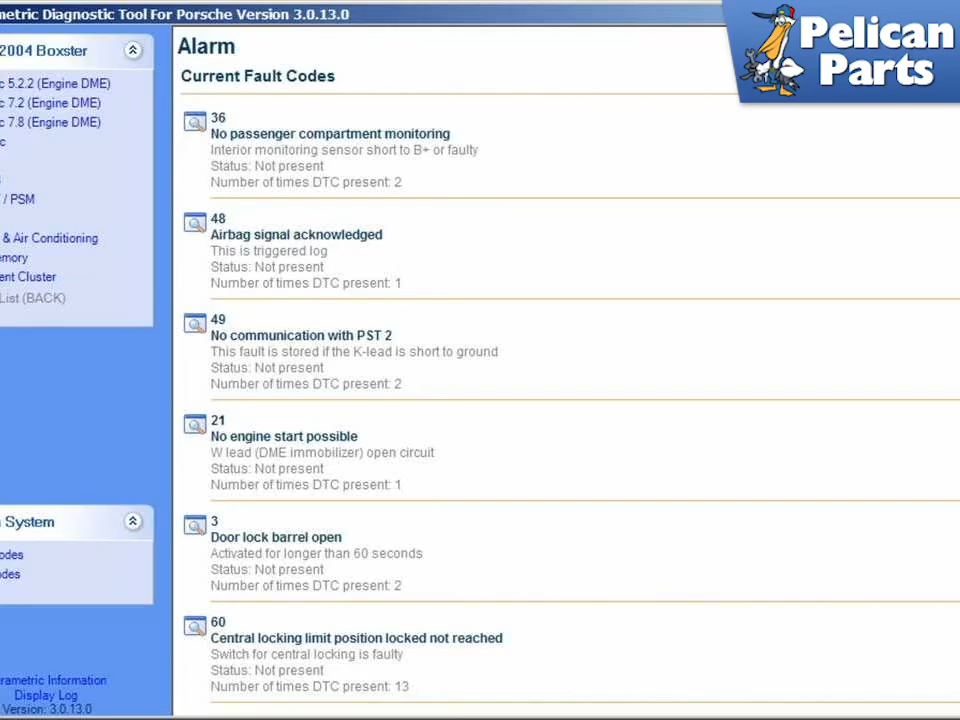 metric Diagnostic Tool For Porsche Version 3.0.13.0
Pelican
Parts
2004 Boxster
c 5.2.2 (Engine DME)
c 7.2 (Engine DME)
c 7.8 (Engine DME)
c
/ PSM
& Air Conditioning
emory
ent Cluster
List (BACK)
System
odes
odes
rametric Information
Display Log
Version: 3.0.13.0
Alarm
Current Fault Codes
36
No passenger compartment monitoring
Interior monitoring sensor short to B+ or faulty
Status: Not present
Number of times DTC present: 2
48
Airbag signal acknowledged
This is triggered log
Status: Not present
Number of times DTC present: 1
49
No communication with PST 2
This fault is stored if the K-lead is short to ground
Status: Not present
Number of times DTC present: 2
21
No engine start possible
W lead (DME immobilizer) open circuit
Status: Not present
Number of times DTC present: 1
3
Door lock barrel open
Activated for longer than 60 seconds
Status: Not present
Number of times DTC present: 2
60
Central locking limit position locked not reached
Switch for central locking is faulty
Status: Not present
Number of times DTC present: 13